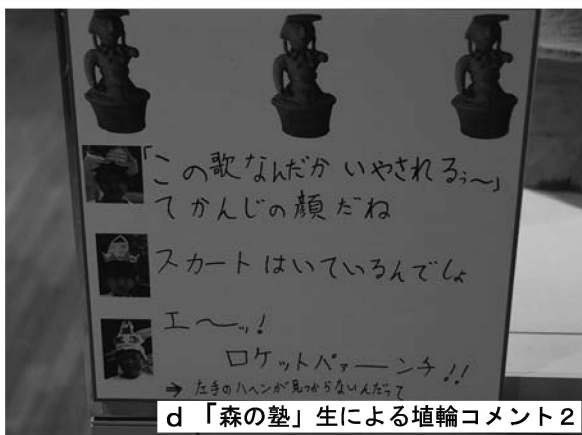 「この歌なんだか いやされるぅ〜」
てかんじの顔だね
スカートはいているんでしょ
エ〜ッ!
ロケットパァーンチ!!
➔ 左手のハヘンが見つからないんだって
d 「森の塾」生による埴輪コメント2